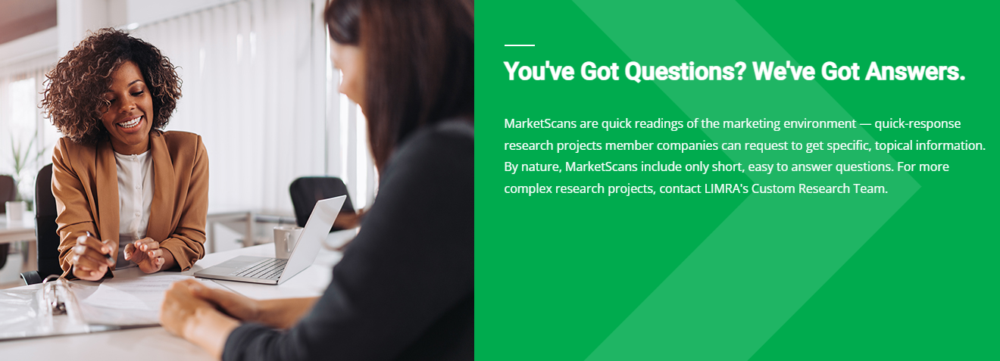 You've Got Questions? We've Got Answers.
MarketScans are quick readings of the marketing environment — quick-response
research projects member companies can request to get specific, topical information.
By nature, MarketScans include only short, easy to answer questions. For more
complex research projects, contact LIMRA's Custom Research Team.